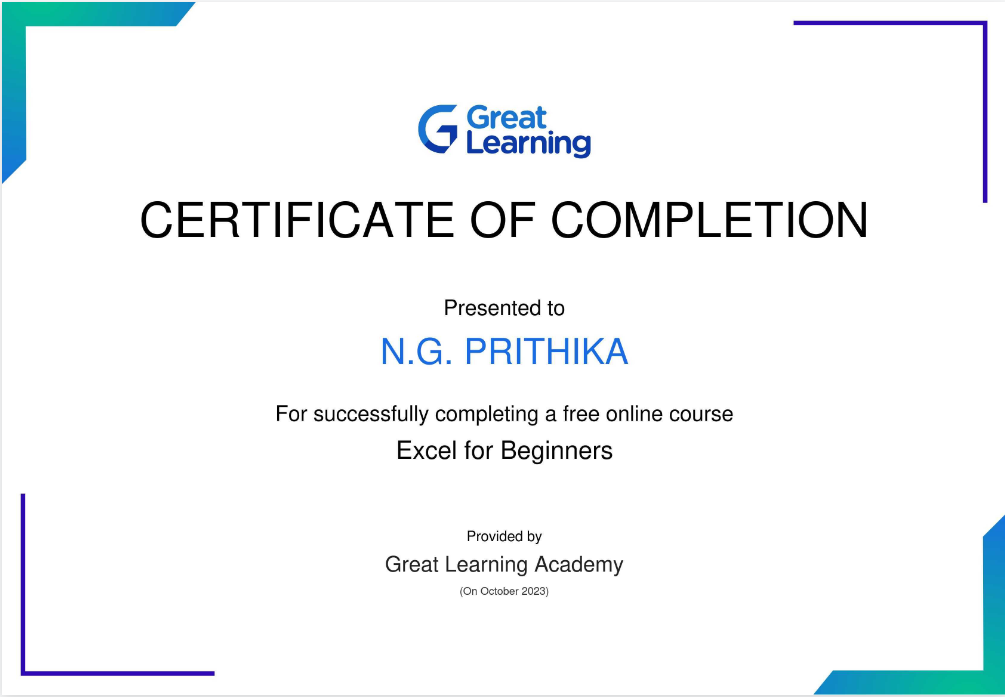 Great
Learning
CERTIFICATE OF COMPLETION
Presented to
N.G. PRITHIKA
For successfully completing a free online course
Excel for Beginners
Provided by
Great Learning Academy
(On October 2023)